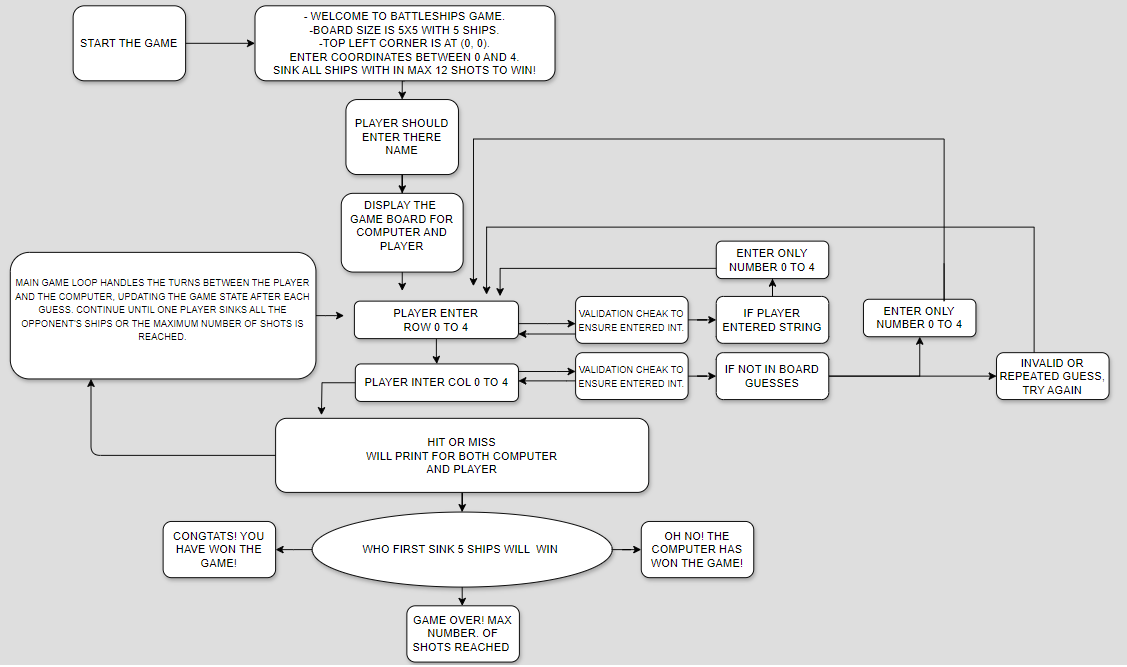 START THE GAME
- WELCOME TO BATTLESHIPS GAME.
-BOARD SIZE IS 5X5 WITH 5 SHIPS.
-TOP LEFT CORNER IS AT (0, 0).
ENTER COORDINATES BETWEEN 0 AND 4.
SINK ALL SHIPS WITH IN MAX 12 SHOTS TO WIN!
PLAYER SHOULD
ENTER THERE
NAME
DISPLAY THE
GAME BOARD FOR
COMPUTER AND
PLAYER
MAIN GAME LOOP HANDLES THE TURNS BETWEEN THE PLAYER
AND THE COMPUTER, UPDATING THE GAME STATE AFTER EACH
GUESS. CONTINUE UNTIL ONE PLAYER SINKS ALL THE
OPPONENT'S SHIPS OR THE MAXIMUM NUMBER OF SHOTS IS
REACHED.
PLAYER ENTER
ROW 0 TO 4
VALIDATION CHEAK TO
ENSURE ENTERED INT.
IF PLAYER
ENTERED STRING
ENTER ONLY
NUMBER 0 TO 4
ENTER ONLY
NUMBER 0 TO 4
PLAYER INTER COL 0 TO 4
VALIDATION CHEAK TO
ENSURE ENTERED INT.
IF NOT IN BOARD
GUESSES
INVALID OR
REPEATED GUESS,
TRY AGAIN
HIT OR MISS
WILL PRINT FOR BOTH COMPUTER
AND PLAYER
CONGTATS! YOU
HAVE WON THE
GAME!
WHO FIRST SINK 5 SHIPS WILL WIN
OH NO! THE
COMPUTER HAS
WON THE GAME!
GAME OVER! MAX
NUMBER. OF
SHOTS REACHED